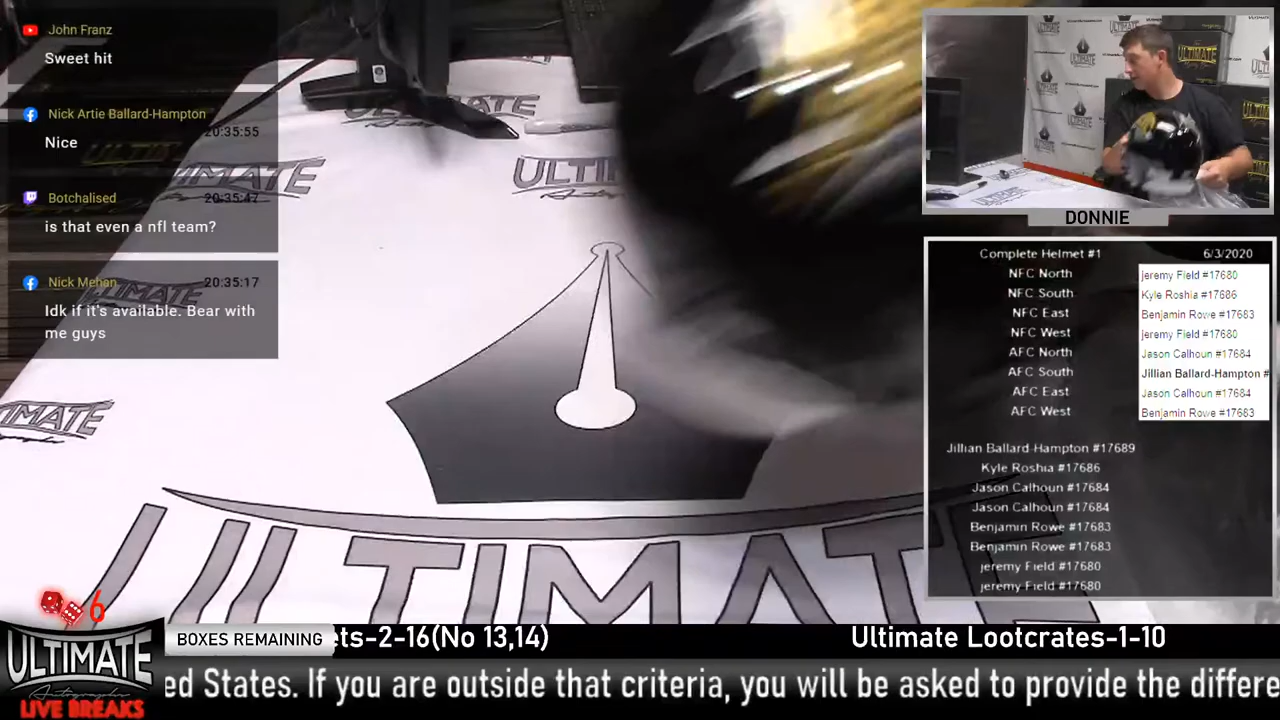 John Franz
Sweet hit
Nick Artie Ballard-Hampton
20:35:55
Nice
Botchalised
20:35:47
is that even a nfl team?
Nick Mehan
20:35:17
Idk if it's available. Bear with
me guys
ULTIMATE
ULTIMATE
DONNIE
Complete Helmet #1 6/3/2020
NFC North jeremy Field #17680
NFC South Kyle Roshia #17686
NFC East Benjamin Rowe #17683
NFC West jeremy Field #17680
AFC North Jason Calhoun #17684
AFC South Jillian Ballard-Hampton #
AFC East Jason Calhoun #17684
AFC West Benjamin Rowe #17683
Jillian Ballard-Hampton #17689
Kyle Roshia #17686
Jason Calhoun #17684
Jason Calhoun #17684
Benjamin Rowe #17683
Benjamin Rowe #17683
jeremy Field #17680
jeremy Field #17680
ULTIMATE
6
ULTIMATE
Autographs
LIVE BREAKS
BOXES REMAINING
ets-2-16(No 13,14) Ultimate Lootcrates-1-10
ed States. If you are outside that criteria, you will be asked to provide the differe